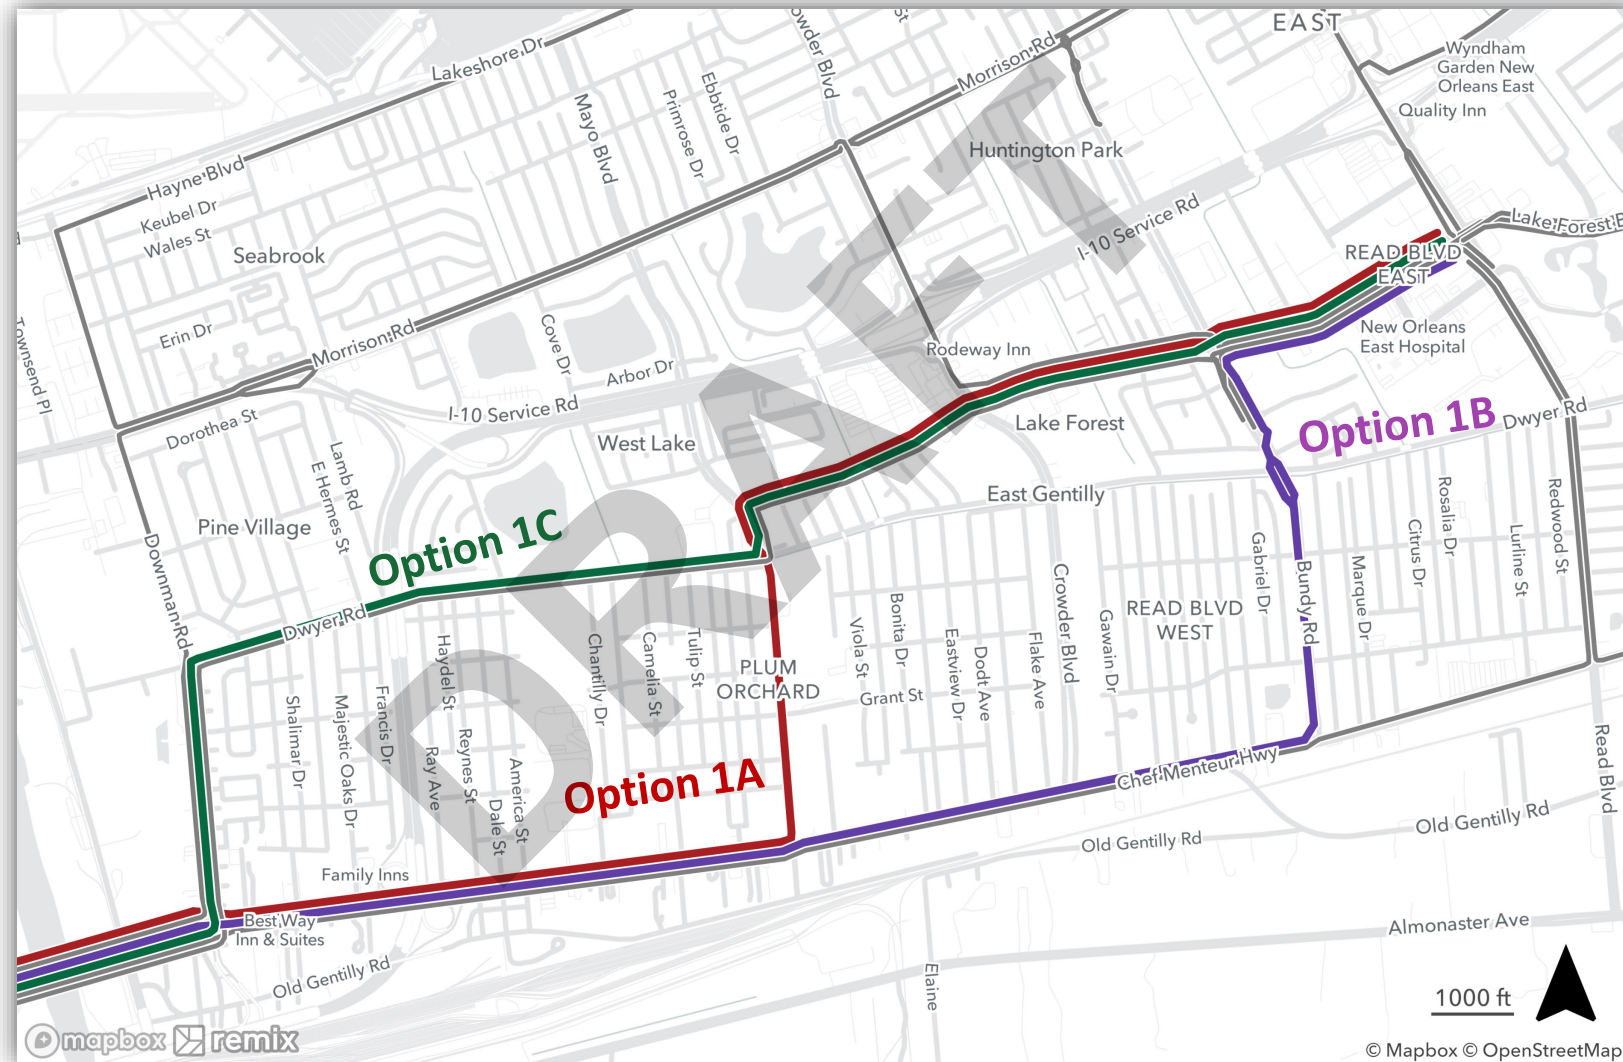 EAST
Wyndham
Garden New
Orleans East
Quality Inn
Lakeshore Dr
owder Blvd
St
Morrison Rd
Ebbtide Dr
Primrose Dr
Mayo Blvd
Huntington Park
Hayne Blvd
Keubel Dr
Wales St
Seabrook
I-10 Service Rd
Lake Forest B
READ BLVD
EAST
Townsend Pl
Erin Dr
Morrison Rd
Cove Dr
Arbor Dr
Rodeway Inn
New Orleans
East Hospital
I-10 Service Rd
Dorothea St
West Lake
Lake Forest
Option 1B
Dwyer Rd
Lamb Rd
E Hermes St
Pine Village
East Gentilly
Rosalia Dr
Redwood St
Citrus Dr
Lurline St
Option 1C
DRAFT
Downman Rd
Dwyer Rd
Gabriel Dr
Bundy Rd
Marque Dr
Crowder Blvd
READ BLVD
WEST
Gawain Dr
Haydel St
Chantilly Dr
Camelia St
Tulip St
PLUM
ORCHARD
Viola St
Bonita Dr
Grant St
Eastview Dr
Dodt Ave
Flake Ave
Shalimar Dr
Majestic Oaks Dr
Francis Dr
Ray Ave
Reynes St
Dale St
America St
Option 1A
Chef Menteur Hwy
Read Blvd
Old Gentilly Rd
Old Gentilly Rd
Family Inns
Best Way
Inn & Suites
Old Gentilly Rd
Almonaster Ave
Elaine
1000 ft
mapbox remix
© Mapbox © OpenStreetMap